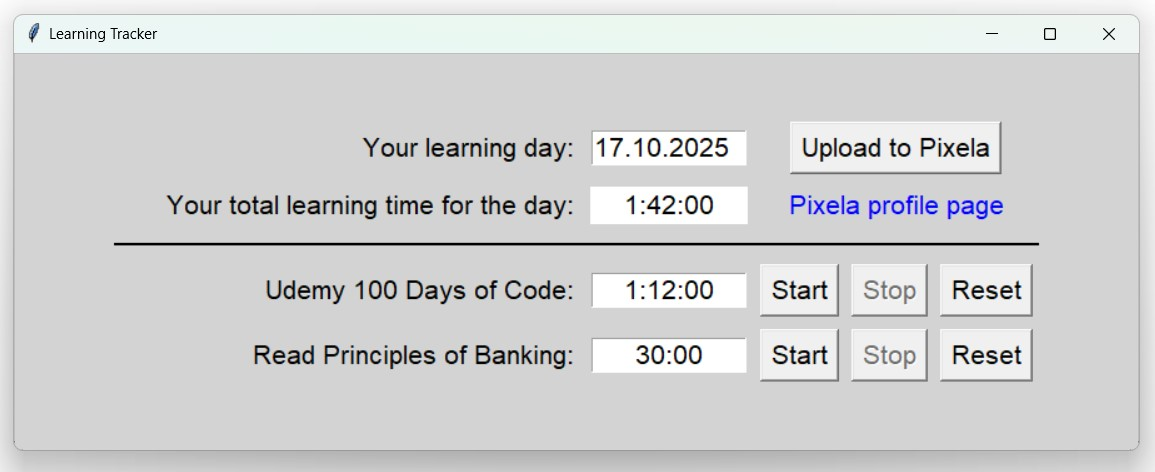 Learning Tracker
Your learning day: 17.10.2025 Upload to Pixela
Your total learning time for the day: 1:42:00 Pixela profile page
Udemy 100 Days of Code: 1:12:00 Start Stop Reset
Read Principles of Banking: 30:00 Start Stop Reset